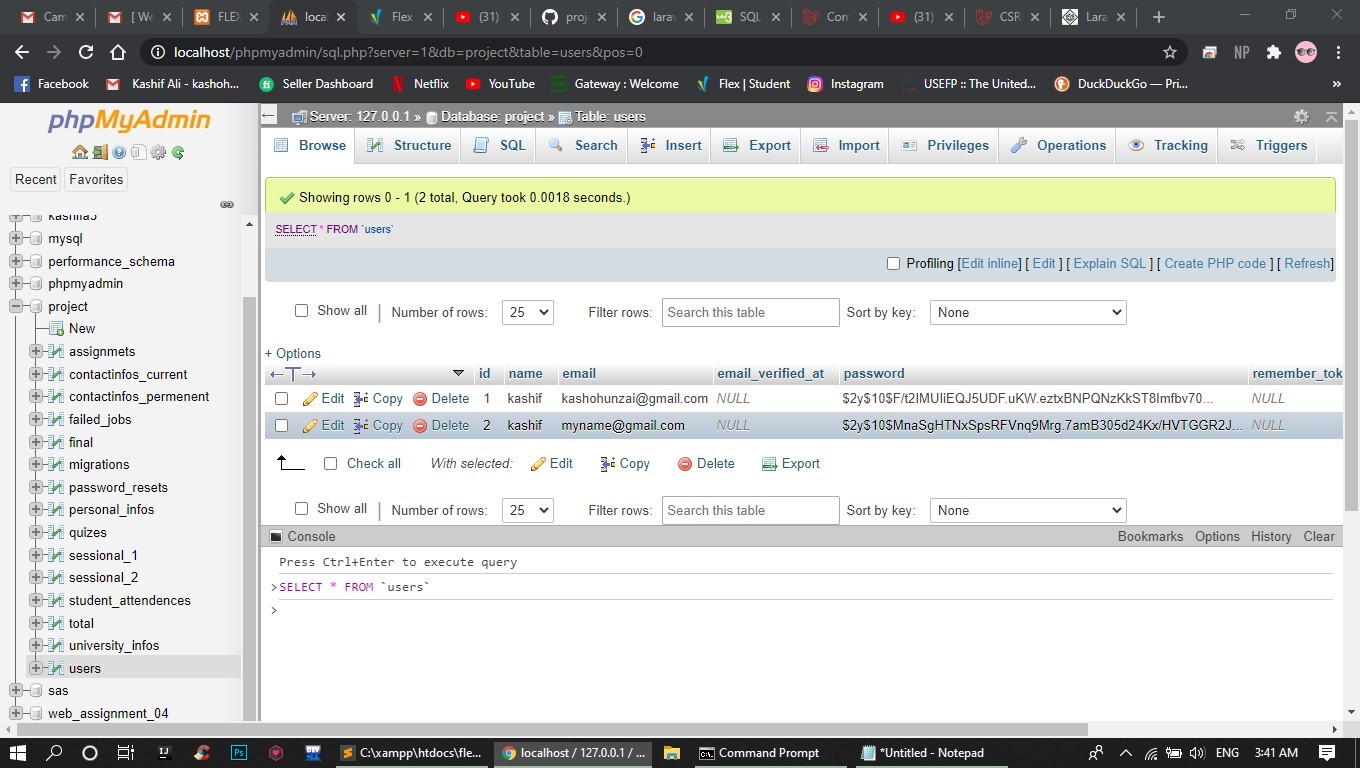 Cam [ We FLEX local Flex (31) proj larav SQL Con (31) CSR Lara
localhost/phpmyadmin/sql.php?server=1&db=project&table=users&pos=0 NP
Facebook Kashif Ali - kashoh... Seller Dashboard Netflix YouTube Gateway : Welcome Flex | Student Instagram USEFP :: The United... DuckDuckGo — Pri... »
phpMyAdmin
Recent Favorites
kashifa5
mysql
performance_schema
phpmyadmin
project
New
assignmets
contactinfos_current
contactinfos_permenent
failed_jobs
final
migrations
password_resets
personal_infos
quizes
sessional_1
sessional_2
student_attendences
total
university_infos
users
sas
web_assignment_04
Server: 127.0.0.1 » Database: project » Table: users
Browse Structure SQL Search Insert Export Import Privileges Operations Tracking Triggers
Showing rows 0 - 1 (2 total, Query took 0.0018 seconds.)
SELECT * FROM `users`
Profiling [Edit inline] [ Edit ] [ Explain SQL ] [ Create PHP code ] [ Refresh]
Show all | Number of rows: 25 Filter rows: Search this table Sort by key: None
+ Options
←T→ id name email email_verified_at password remember_tok
Edit Copy Delete 1 kashif kashohunzai@gmail.com NULL $2y$10$F/t2IMUIiEQJ5UDF.uKW.eztxBNPQNzKkST8Imfbv70... NULL
Edit Copy Delete 2 kashif myname@gmail.com NULL $2y$10$MnaSgHTNxSpsRFVnq9Mrg.7amB305d24Kx/HVTGGR2J... NULL
Check all With selected: Edit Copy Delete Export
Show all | Number of rows: 25 Filter rows: Search this table Sort by key: None
Console Bookmarks Options History Clear
Press Ctrl+Enter to execute query
>SELECT * FROM `users`
>
C:\xampp\htdocs\fle... localhost / 127.0.0.1 / ... Command Prompt *Untitled - Notepad ENG 3:41 AM